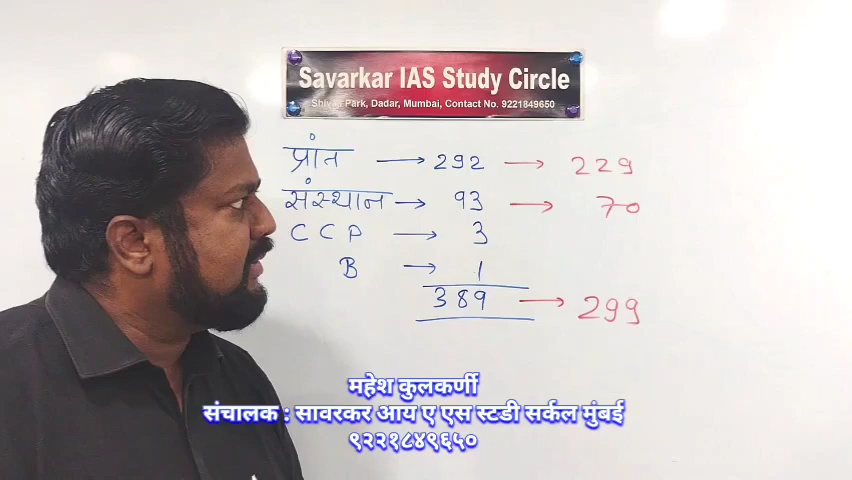 Savarkar IAS Study Circle
Shivaji Park, Dadar, Mumbai, Contact No. 9221849650
प्रांत → 292 → 229
संस्थान → 93 → 70
CCP → 3
B → 1
389 → 299
महेश कुलकर्णी
संचालक : सावरकर आय ए एस स्टडी सर्कल मुंबई
९२२१८४९६५०